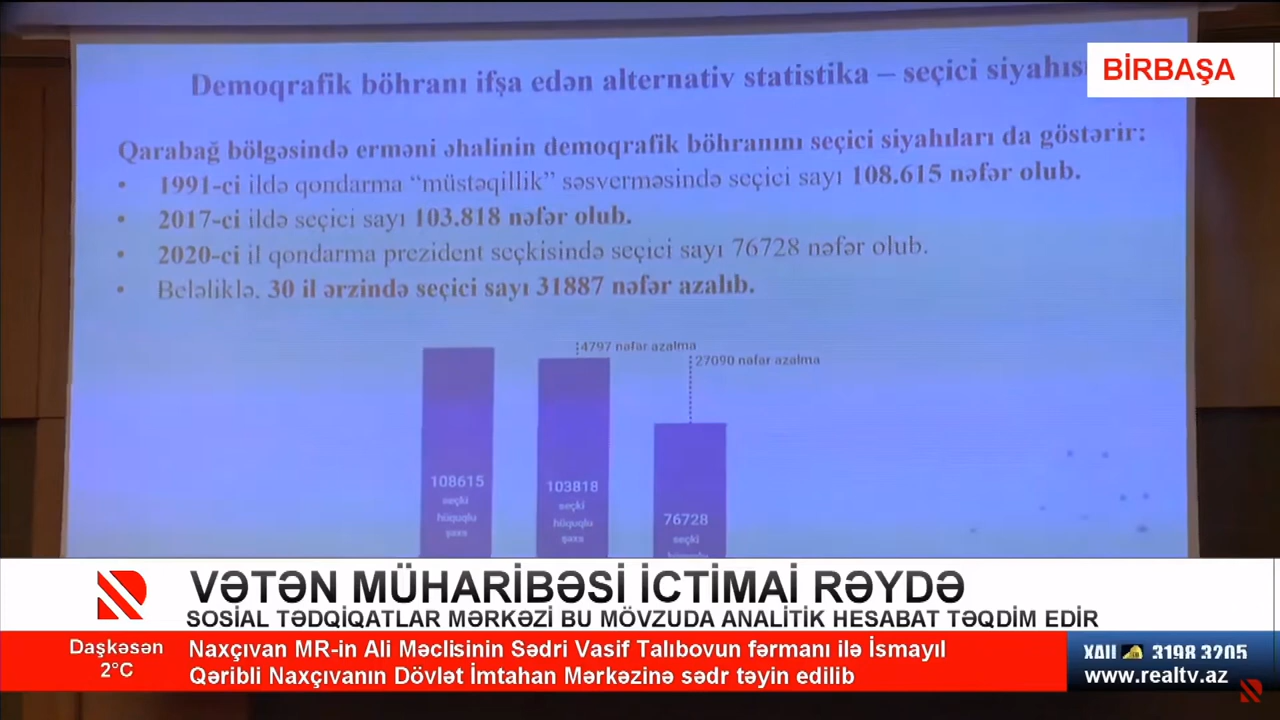 Demoqrafik böhranı ifşa edən alternativ statistika – seçici siyahısı
BİRBAŞA
Qarabağ bölgəsində erməni əhalinin demoqrafik böhranını seçici siyahıları da göstərir:
• 1991-ci ildə qondarma “müstəqillik” səsverməsində seçici sayı 108.615 nəfər olub.
• 2017-ci ildə seçici sayı 103.818 nəfər olub.
• 2020-ci il qondarma prezident seçkisində seçici sayı 76728 nəfər olub.
• Beləliklə, 30 il ərzində seçici sayı 31887 nəfər azalıb.
4797 nəfər azalma
27090 nəfər azalma
108615
seçki
hüquqlu
şəxs
103818
seçki
hüquqlu
şəxs
76728
seçki
hüquqlu
VƏTƏN MÜHARİBƏSİ İCTİMAİ RƏYDƏ
SOSİAL TƏDQİQATLAR MƏRKƏZİ BU MÖVZUDA ANALİTİK HESABAT TƏQDİM EDİR
Daşkəsən
2°C
Naxçıvan MR-in Ali Məclisinin Sədri Vasif Talıbovun fərmanı ilə İsmayıl
Qəribli Naxçıvanın Dövlət İmtahan Mərkəzinə sədr təyin edilib
www.realtv.az